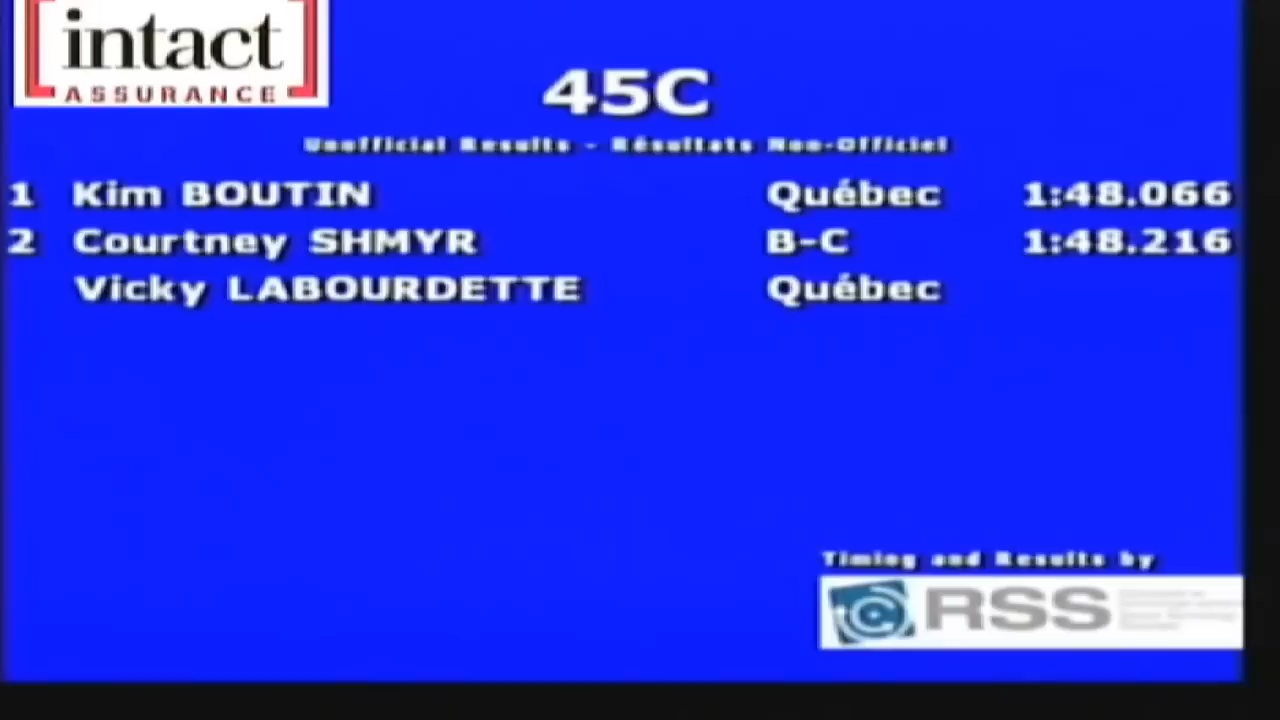 intact
ASSURANCE
45C
Unofficial Results - Résultats Non-Officiel
1 Kim BOUTIN Québec 1:48.066
2 Courtney SHMYR B-C 1:48.216
Vicky LABOURDETTE Québec
Timing and Results by
RSS